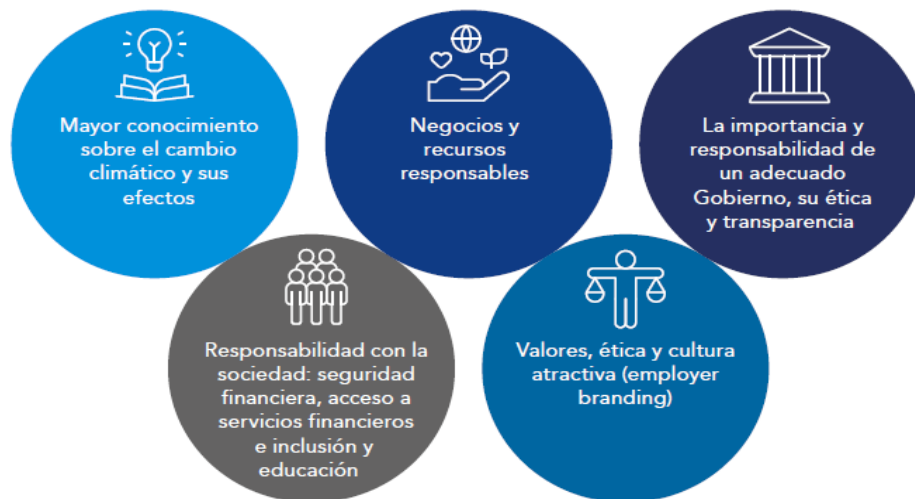 Mayor conocimiento
sobre el cambio
climático y sus
efectos
Negocios y
recursos
responsables
La importancia y
responsabilidad de
un adecuado
Gobierno, su ética
y transparencia
Responsabilidad con la
sociedad: seguridad
financiera, acceso a
servicios financieros
e inclusión y
educación
Valores, ética y cultura
atractiva (employer
branding)